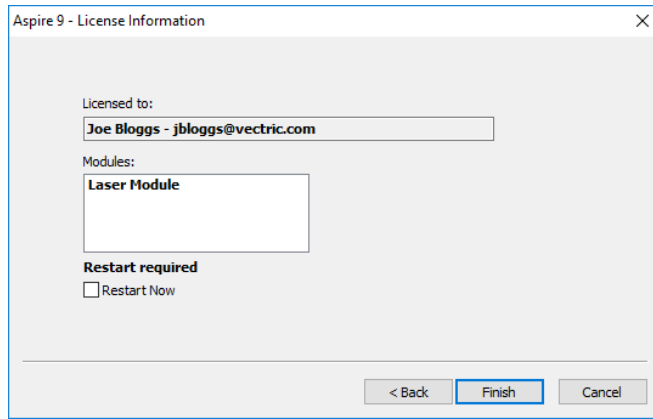 Aspire 9 - License Information
Licensed to:
Joe Bloggs - jbloggs@vectric.com
Modules:
Laser Module
Restart required
Restart Now
< Back Finish Cancel